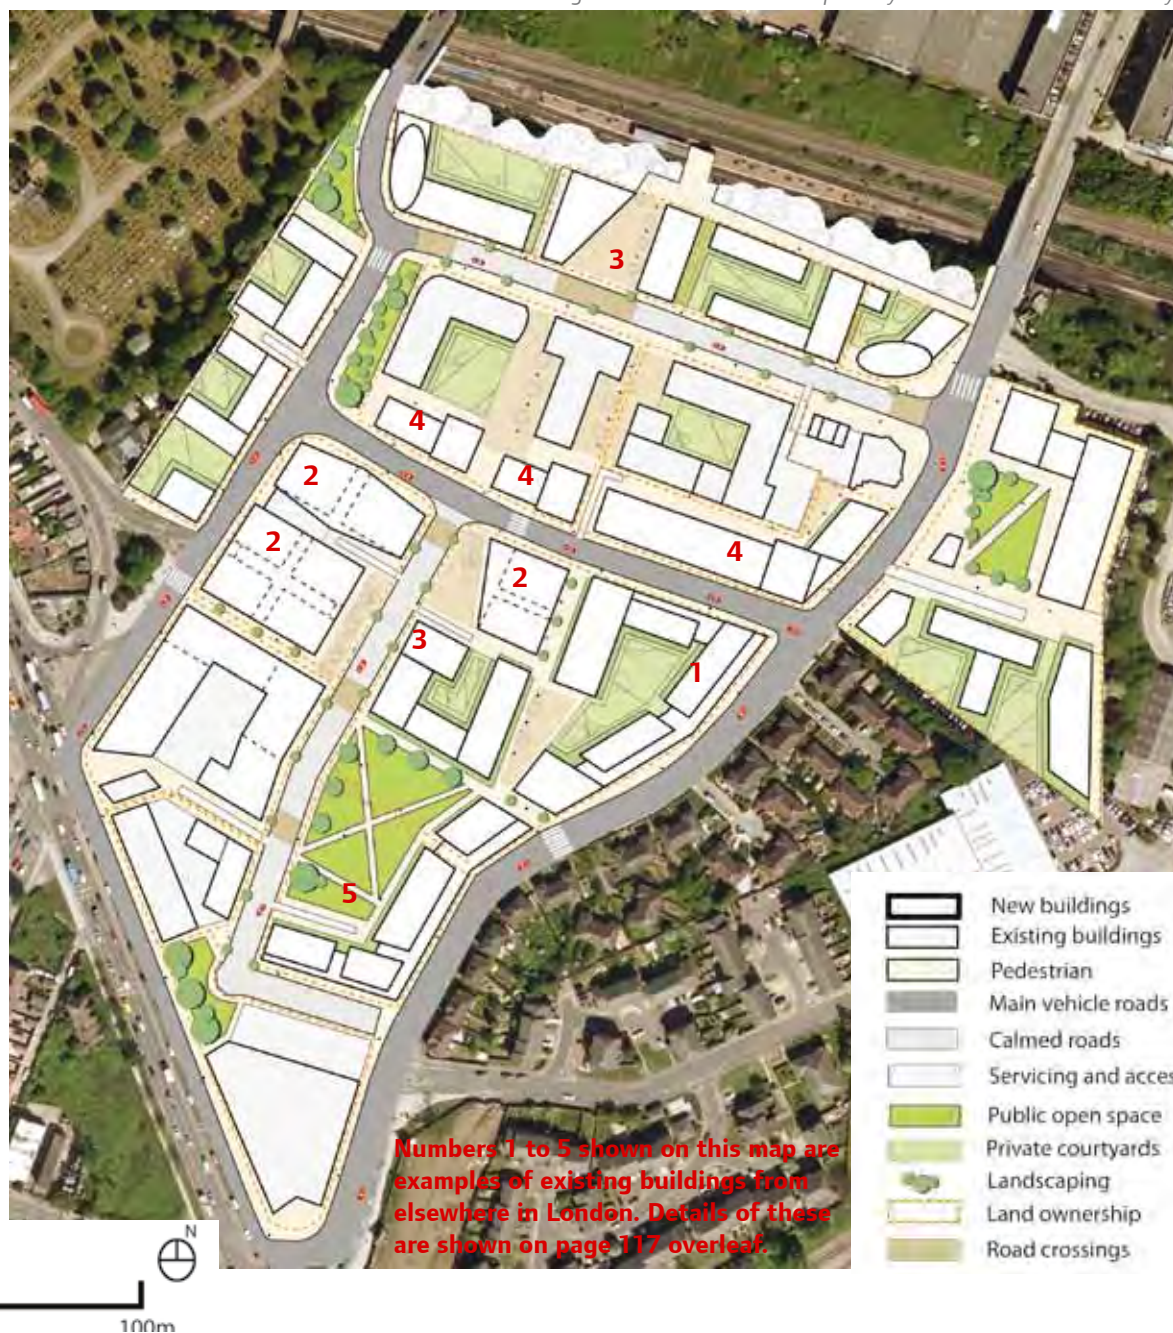 3
4
2
4
2
4
2
3
1
5
New buildings
Existing buildings
Pedestrian
Main vehicle roads
Calmed roads
Servicing and acces
Public open space
Private courtyards
Landscaping
Land ownership
Road crossings
Numbers 1 to 5 shown on this map are
examples of existing buildings from
elsewhere in London. Details of these
are shown on page 117 overleaf.
N
100m